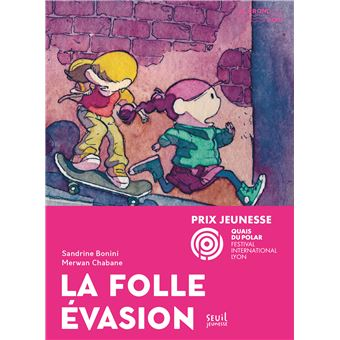 PRIX JEUNESSE
QUAIS
DU POLAR
FESTIVAL
INTERNATIONAL
LYON
Sandrine Bonini
Merwan Chabane
LA FOLLE
ÉVASION
SEUIL
jeunesse